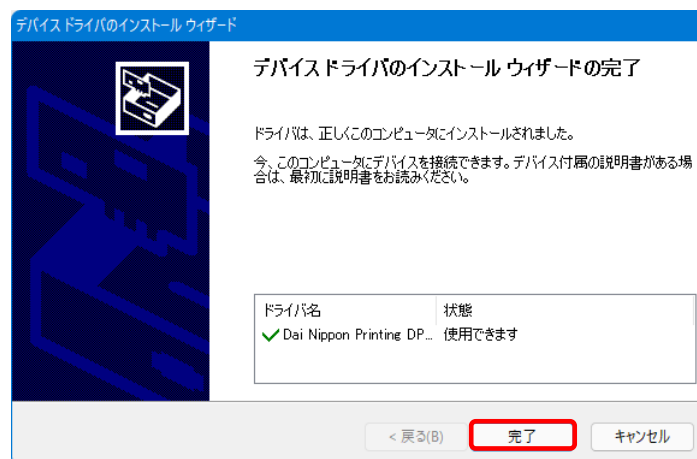 デバイス ドライバのインストール ウィザード
デバイス ドライバのインストール ウィザードの完了
ドライバは、正しくこのコンピュータにインストールされました。
今、このコンピュータにデバイスを接続できます。デバイス付属の説明書がある場
合は、最初に説明書をお読みください。
ドライバ名 状態
Dai Nippon Printing DP... 使用できます
< 戻る(B) 完了 キャンセル